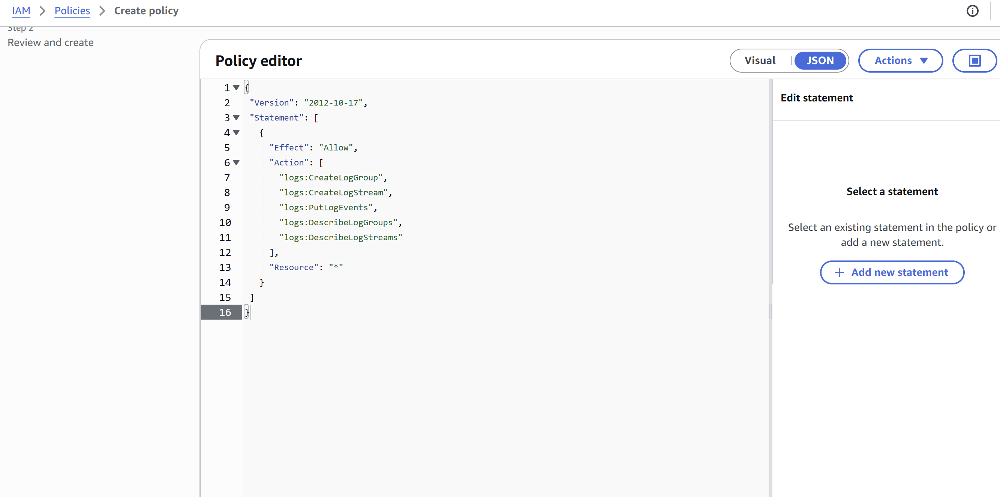 IAM > Policies > Create policy
Step 2
Review and create
Policy editor
Visual | JSON
Actions
1 {
2 "Version": "2012-10-17",
3 "Statement": [
4 {
5 "Effect": "Allow",
6 "Action": [
7 "logs:CreateLogGroup",
8 "logs:CreateLogStream",
9 "logs:PutLogEvents",
10 "logs:DescribeLogGroups",
11 "logs:DescribeLogStreams"
12 ],
13 "Resource": "*"
14 }
15 ]
16 }
Edit statement
Select a statement
Select an existing statement in the policy or
add a new statement.
+ Add new statement